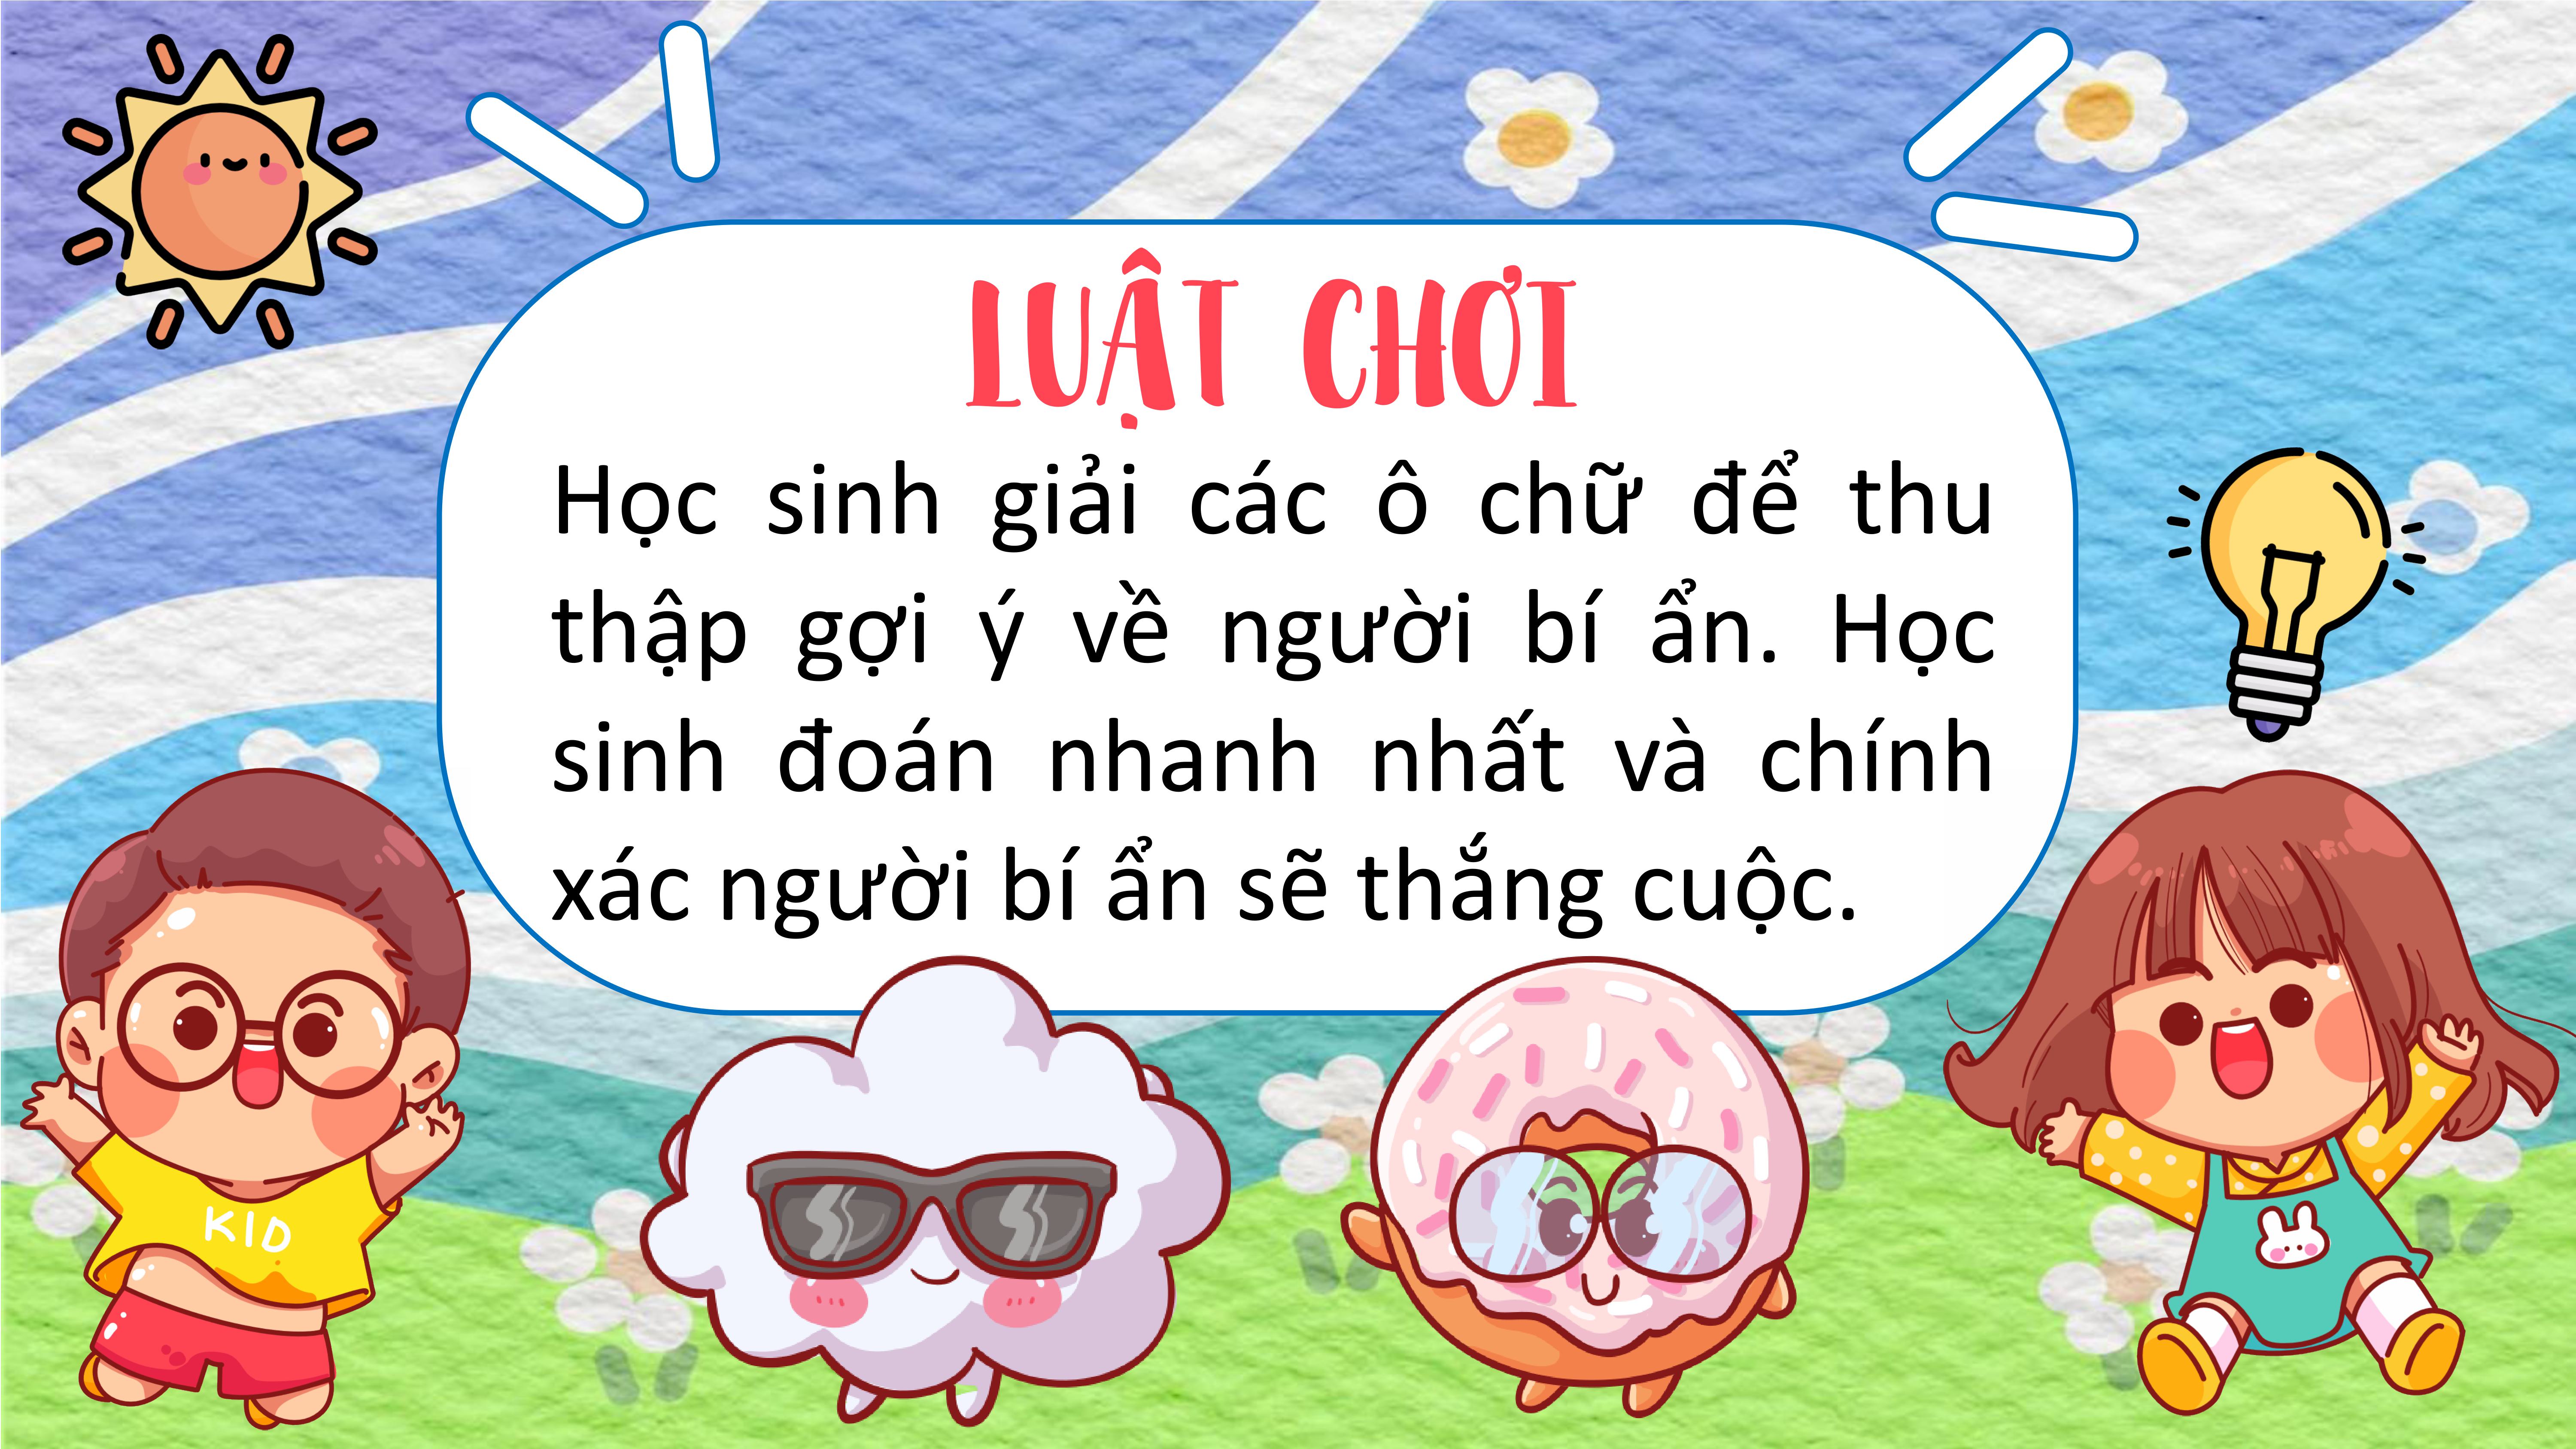 LUẬT CHƠI
Học sinh giải các ô chữ để thu
thập gợi ý về người bí ẩn. Học
sinh đoán nhanh nhất và chính
xác người bí ẩn sẽ thắng cuộc.
KID